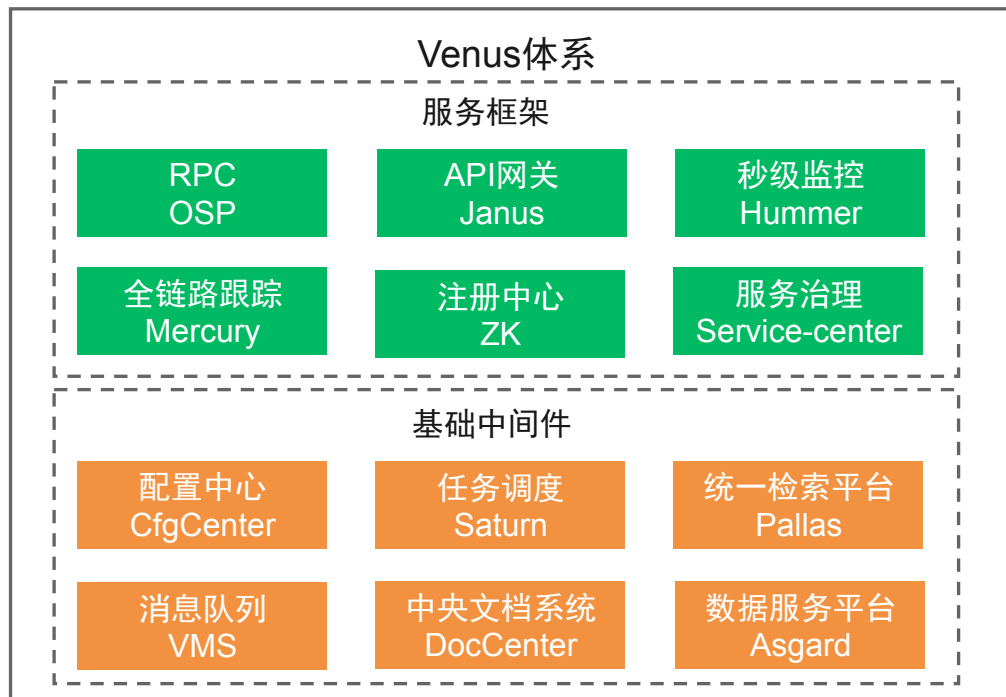 Venus体系
服务框架
RPC
OSP
API网关
Janus
秒级监控
Hummer
全链路跟踪
Mercury
注册中心
ZK
服务治理
Service-center
基础中间件
配置中心
CfgCenter
任务调度
Saturn
统一检索平台
Pallas
消息队列
VMS
中央文档系统
DocCenter
数据服务平台
Asgard